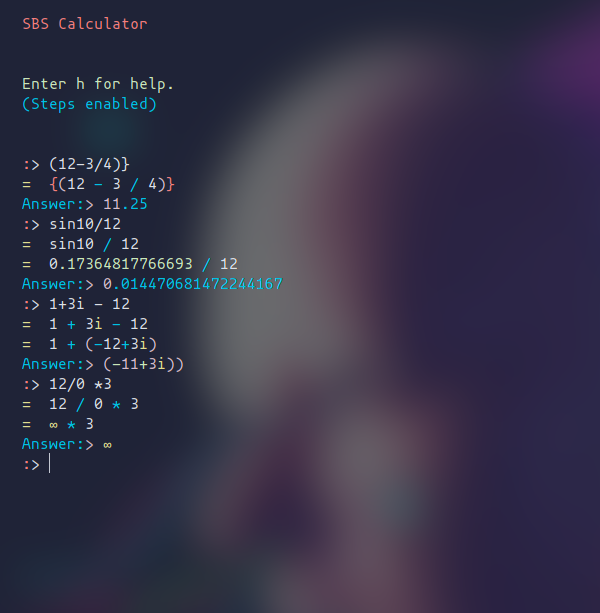 SBS Calculator
Enter h for help.
(Steps enabled)
:> (12-3/4)}
= {(12 - 3 / 4)}
Answer:> 11.25
:> sin10/12
= sin10 / 12
= 0.17364817766693 / 12
Answer:> 0.014470681472244167
:> 1+3i - 12
= 1 + 3i - 12
= 1 + (-12+3i)
Answer:> (-11+3i))
:> 12/0 *3
= 12 / 0 * 3
= ∞ * 3
Answer:> ∞
:>